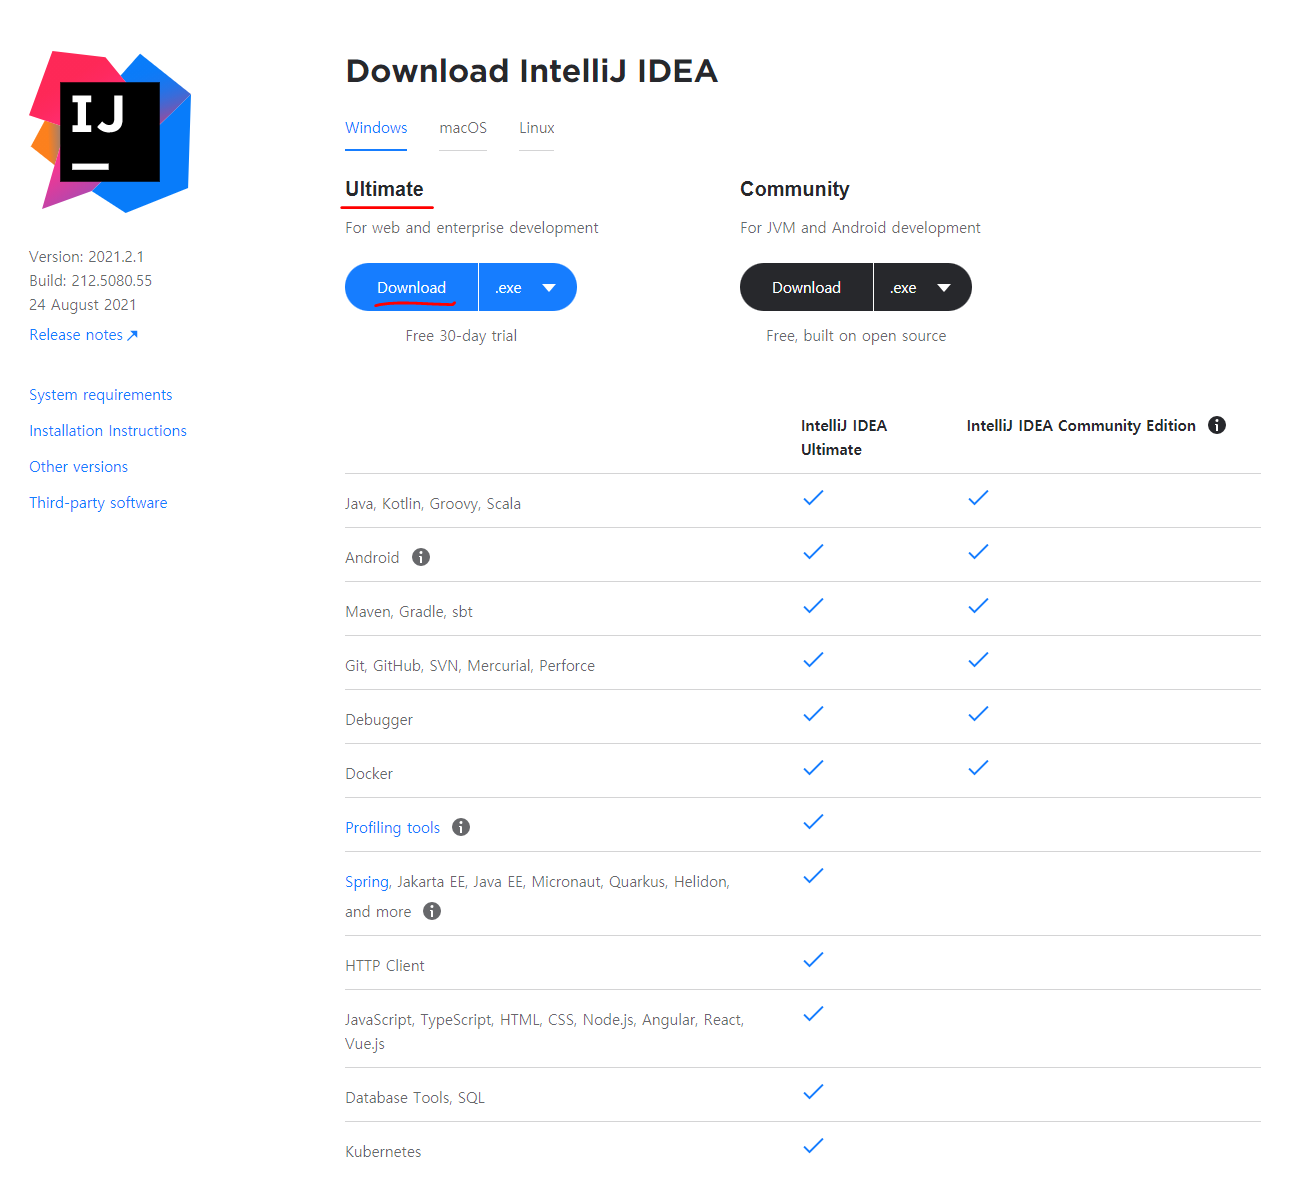 IJ
Download IntelliJ IDEA
Windows macOS Linux
Ultimate
For web and enterprise development
Download .exe
Free 30-day trial
Community
For JVM and Android development
Download .exe
Free, built on open source
Version: 2021.2.1
Build: 212.5080.55
24 August 2021
Release notes
System requirements
Installation Instructions
Other versions
Third-party software
IntelliJ IDEA
Ultimate
IntelliJ IDEA Community Edition
Java, Kotlin, Groovy, Scala
Android
Maven, Gradle, sbt
Git, GitHub, SVN, Mercurial, Perforce
Debugger
Docker
Profiling tools
Spring, Jakarta EE, Java EE, Micronaut, Quarkus, Helidon,
and more
HTTP Client
JavaScript, TypeScript, HTML, CSS, Node.js, Angular, React,
Vue.js
Database Tools, SQL
Kubernetes